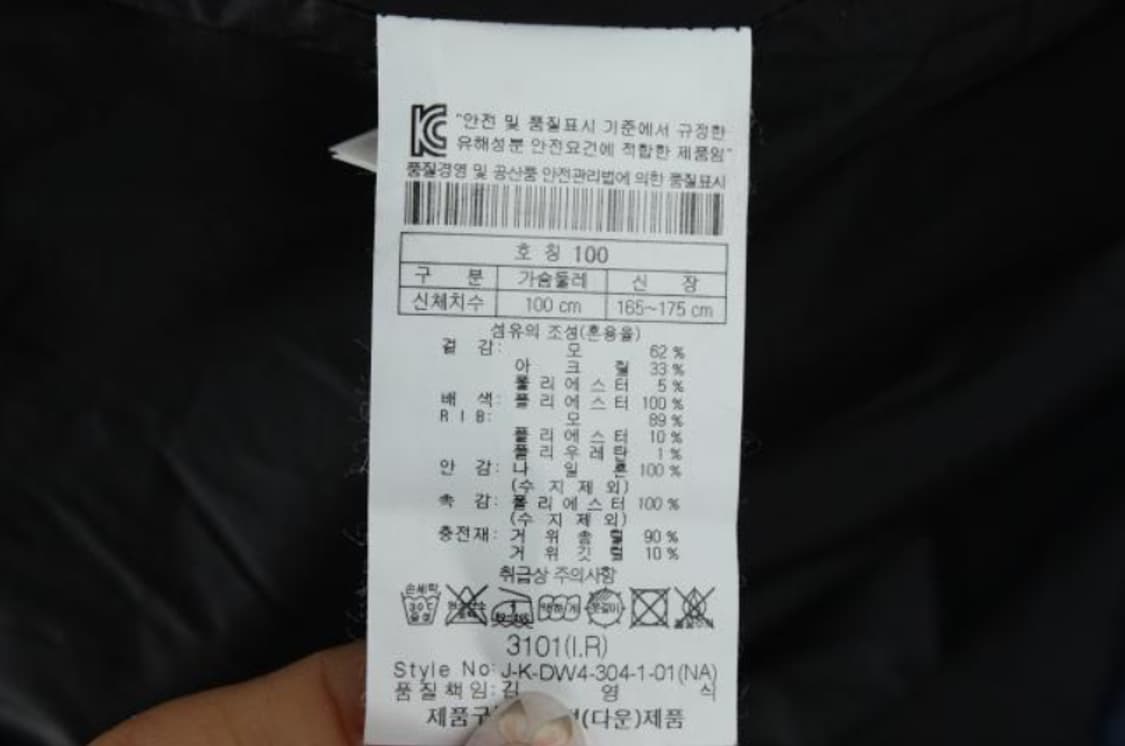 KC "안전 및 품질표시 기준에서 규정한
유해성분 안전요건에 적합한 제품임"
품질경영 및 공산품 안전관리법에 의한 품질표시
호 칭 100
구 분 가슴둘레 신 장
신체치수 100 cm 165~175 cm
섬유의 조성(혼용율)
겉 감: 모 62 %
아 크 릴 33 %
폴 리 에 스 터 5 %
배 색: 폴 리 에 스 터 100 %
R I B: 모 89 %
폴 리 에 스 터 10 %
폴 리 우 레 탄 1 %
안 감: 나 일 론 100 %
(수 지 제 외)
촉 감: 폴 리 에 스 터 100 %
(수 지 제 외)
충전재: 거 위 솜 털 90 %
거 위 깃 털 10 %
취급상 주의사항
손세탁
30℃
중성
3101(I.R)
Style No: J-K-DW4-304-1-01(NA)
품질책임: 김 영 식
(다운)제품